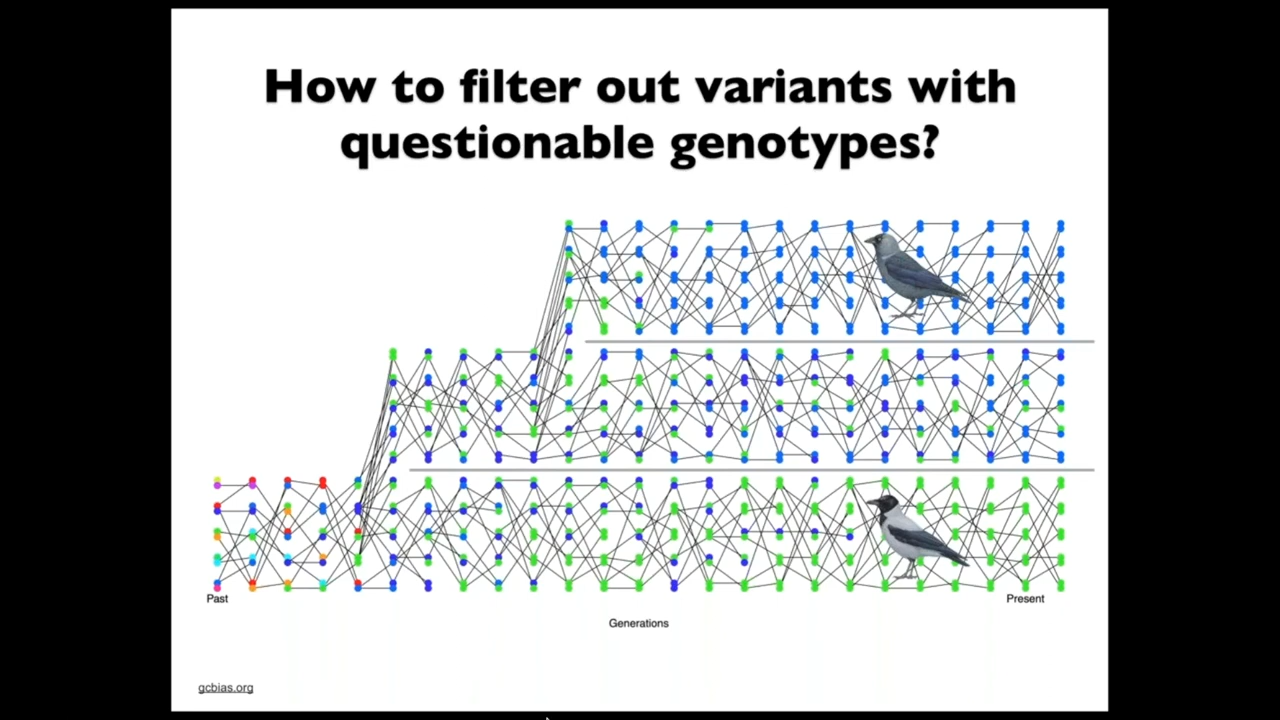 How to filter out variants with
questionable genotypes?
Past
Present
Generations
gcbias.org